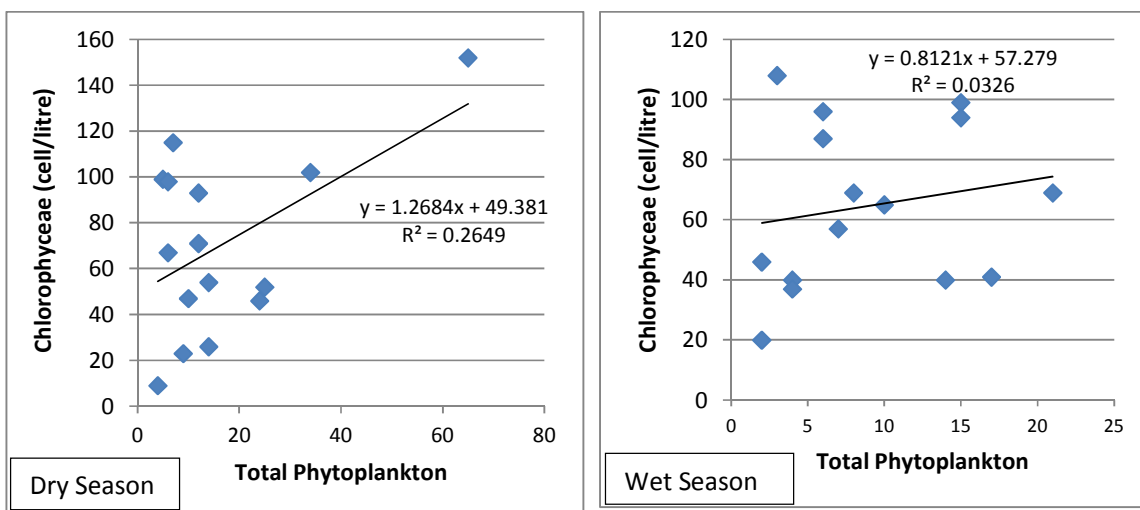 160
140
120
100
80
60
40
20
0
Chlorophyceae (cell/litre)
y = 1.2684x + 49.381
R² = 0.2649
0 20 40 60 80
Total Phytoplankton
Dry Season
120
100
80
60
40
20
0
Chlorophyceae (cell/litre)
y = 0.8121x + 57.279
R² = 0.0326
0 5 10 15 20 25
Total Phytoplankton
Wet Season